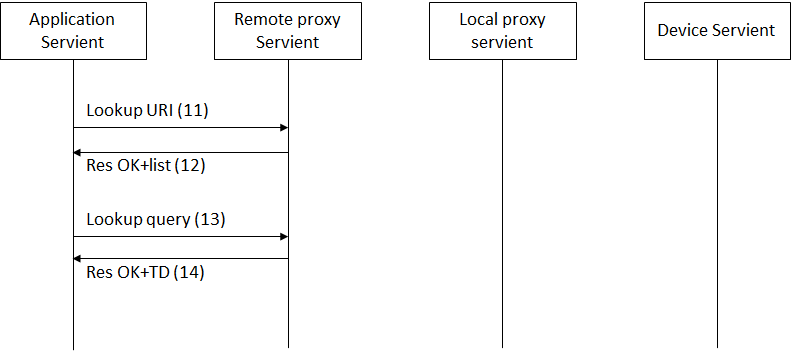 Application
Servient
Remote proxy
Servient
Local proxy
servient
Device Servient
Lookup URI (11)
Res OK+list (12)
Lookup query (13)
Res OK+TD (14)